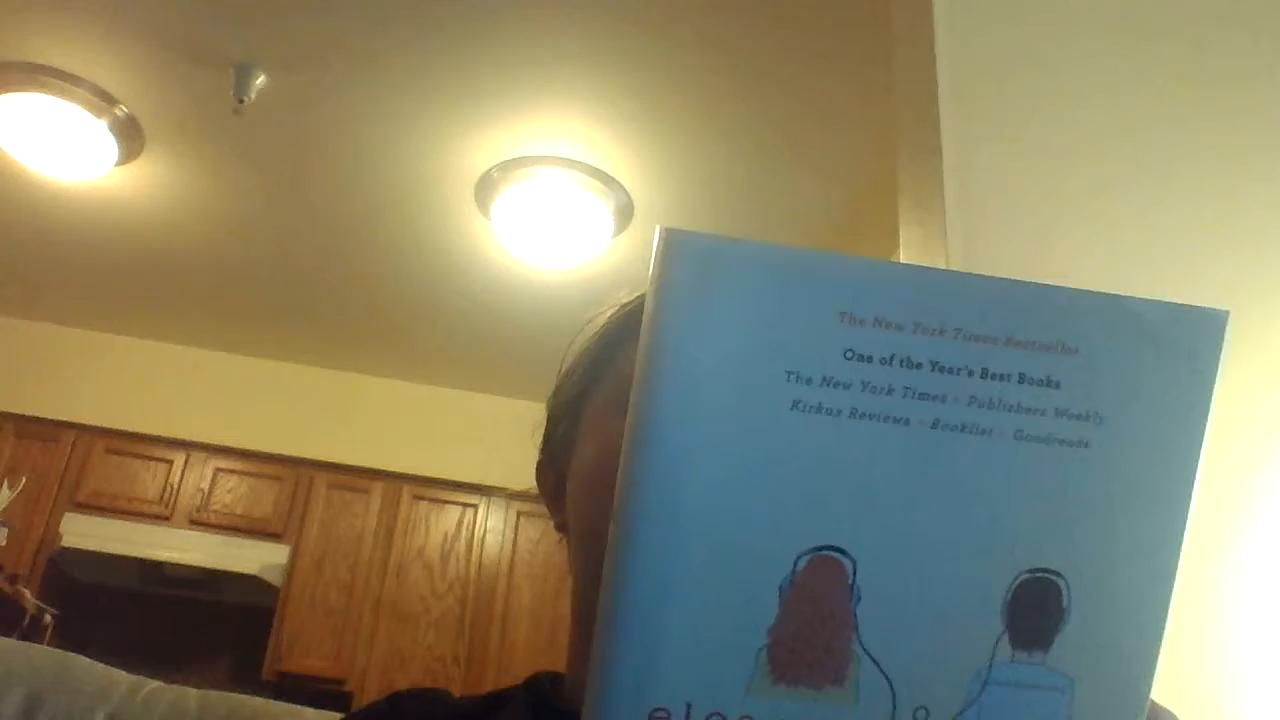 The New York Times Bestseller
One of the Year's Best Books
The New York Times • Publishers Weekly
Kirkus Reviews • Booklist • Goodreads